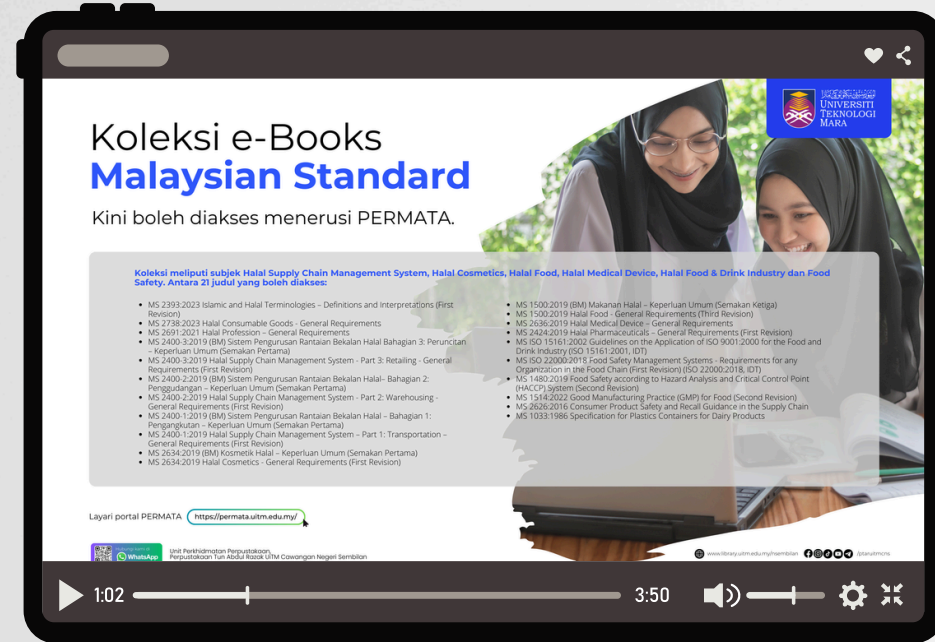 UNIVERSITI
TEKNOLOGI
MARA
Koleksi e-Books
Malaysian Standard
Kini boleh diakses menerusi PERMATA.
Koleksi meliputi subjek Halal Supply Chain Management System, Halal Cosmetics, Halal Food, Halal Medical Device, Halal Food & Drink Industry dan Food
Safety. Antara 21 judul yang boleh diakses:
• MS 2393:2023 Islamic and Halal Terminologies – Definitions and Interpretations (First
Revision)
• MS 2738:2023 Halal Consumable Goods - General Requirements
• MS 2691:2021 Halal Profession – General Requirements
• MS 2400-3:2019 (BM) Sistem Pengurusan Rantaian Bekalan Halal Bahagian 3: Peruncitan
– Keperluan Umum (Semakan Pertama)
• MS 2400-3:2019 Halal Supply Chain Management System - Part 3: Retailing - General
Requirements (First Revision)
• MS 2400-2:2019 (BM) Sistem Pengurusan Rantaian Bekalan Halal– Bahagian 2:
Penggudangan – Keperluan Umum (Semakan Pertama)
• MS 2400-2:2019 Halal Supply Chain Management System - Part 2: Warehousing -
General Requirements (First Revision)
• MS 2400-1:2019 (BM) Sistem Pengurusan Rantaian Bekalan Halal – Bahagian 1:
Pengangkutan – Keperluan Umum (Semakan Pertama)
• MS 2400-1:2019 Halal Supply Chain Management System – Part 1: Transportation –
General Requirements (First Revision)
• MS 2634:2019 (BM) Kosmetik Halal – Keperluan Umum (Semakan Pertama)
• MS 2634:2019 Halal Cosmetics - General Requirements (First Revision)
• MS 1500:2019 (BM) Makanan Halal – Keperluan Umum (Semakan Ketiga)
• MS 1500:2019 Halal Food - General Requirements (Third Revision)
• MS 2636:2019 Halal Medical Device – General Requirements
• MS 2424:2019 Halal Pharmaceuticals – General Requirements (First Revision)
• MS ISO 15161:2002 Guidelines on the Application of ISO 9001:2000 for the Food and
Drink Industry (ISO 15161:2001, IDT)
• MS ISO 22000:2018 Food Safety Management Systems - Requirements for any
Organization in the Food Chain (First Revision) (ISO 22000:2018, IDT)
• MS 1480:2019 Food Safety according to Hazard Analysis and Critical Control Point
(HACCP) System (Second Revision)
• MS 1514:2022 Good Manufacturing Practice (GMP) for Food (Second Revision)
• MS 2626:2016 Consumer Product Safety and Recall Guidance in the Supply Chain
• MS 1033:1986 Specification for Plastics Containers for Dairy Products
Layari portal PERMATA https://permata.uitm.edu.my/
WhatsApp
Unit Perkhidmatan Perpustakaan,
Perpustakaan Tun Abdul Razak UiTM Cawangan Negeri Sembilan
www.library.uitm.edu.my/nsembilan
/ptaruitmcns
1:02
3:50